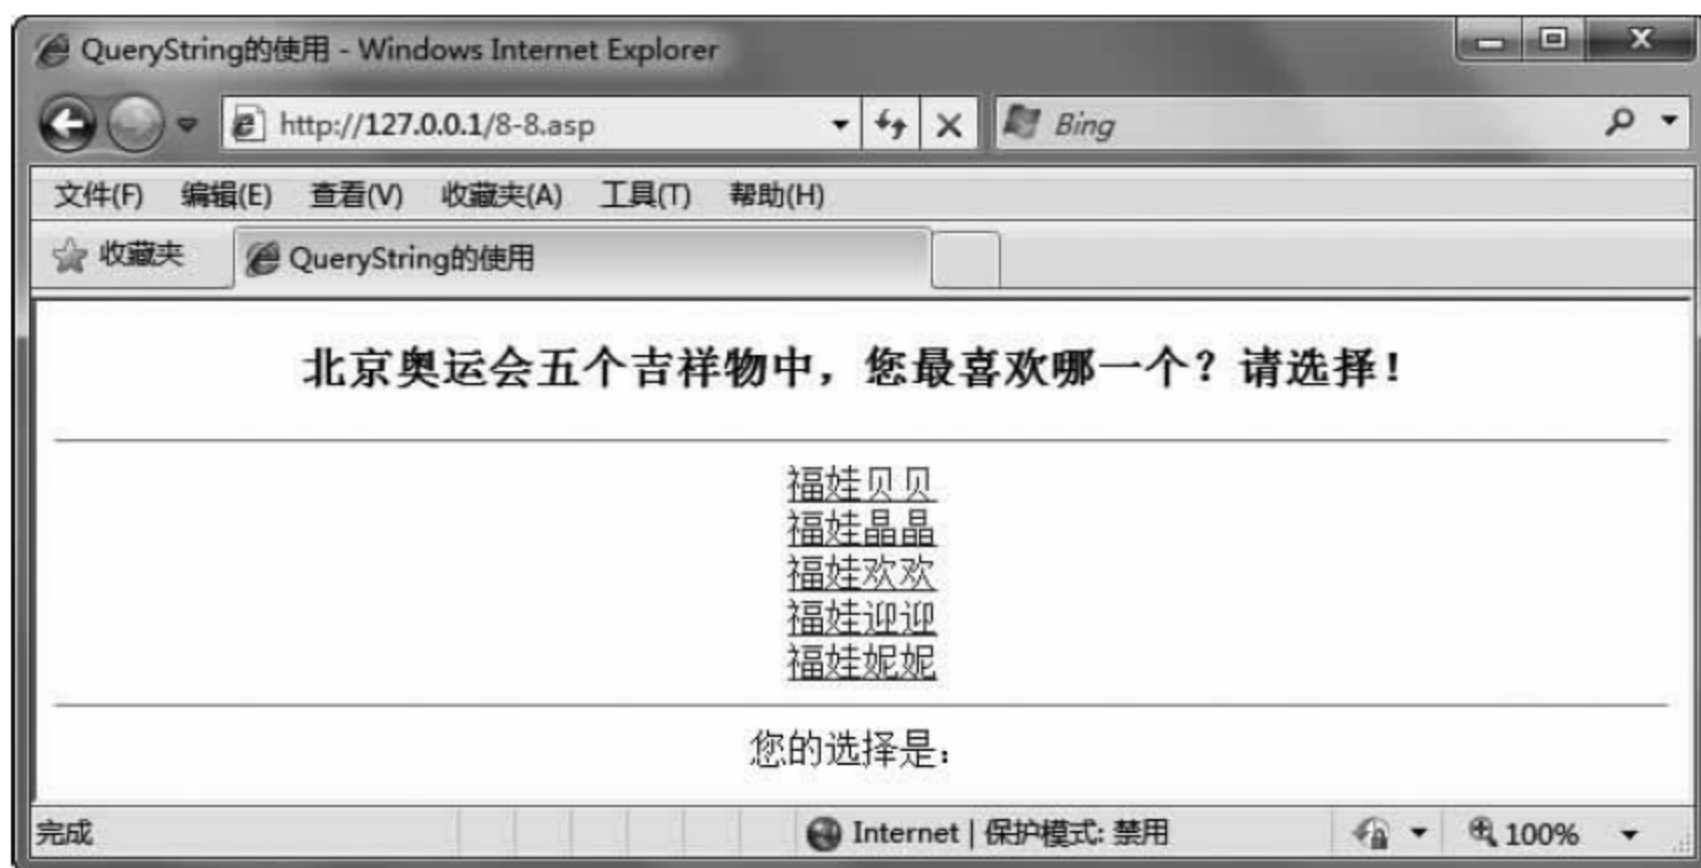 QueryString的使用 - Windows Internet Explorer
http://127.0.0.1/8-8.asp
Bing
文件(F) 编辑(E) 查看(V) 收藏夹(A) 工具(T) 帮助(H)
收藏夹 QueryString的使用
北京奥运会五个吉祥物中，您最喜欢哪一个？请选择！
福娃贝贝
福娃晶晶
福娃欢欢
福娃迎迎
福娃妮妮
您的选择是：
完成 Internet | 保护模式: 禁用 100%